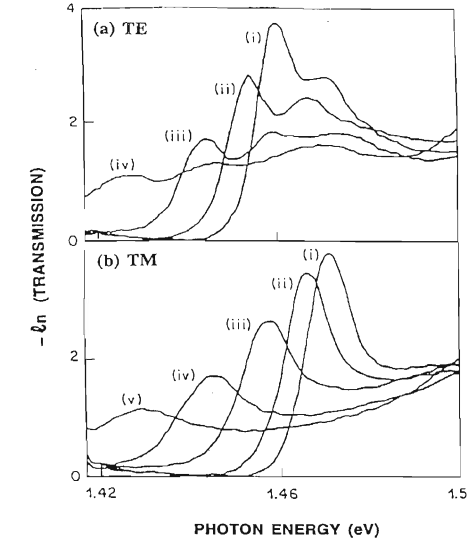 4
(a) TE
(i)
(ii)
2
(iii)
(iv)
0
(b) TM
(i)
(ii)
(iii)
2
(iv)
(v)
0
1.42
1.46
1.5
-ℓn (TRANSMISSION)
PHOTON ENERGY (eV)